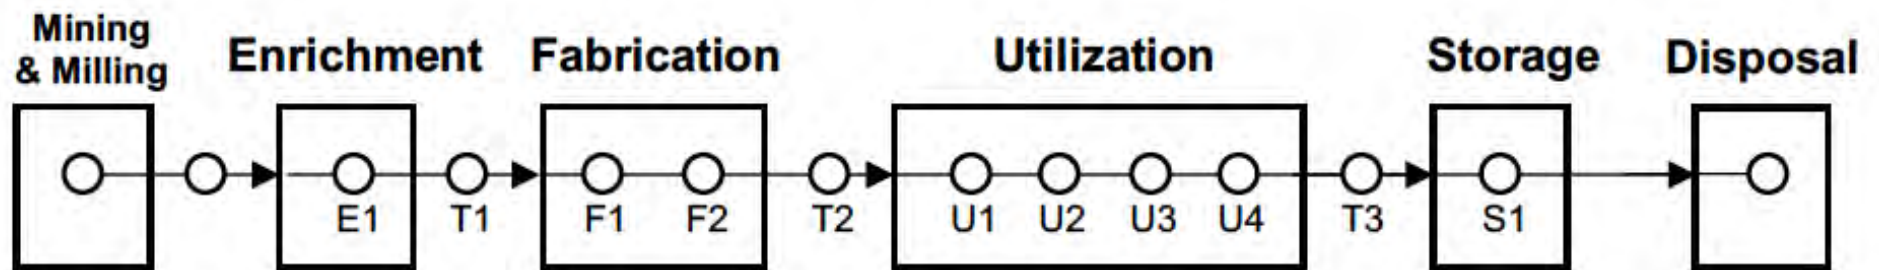 Mining
& Milling
Enrichment
Fabrication
Utilization
Storage
Disposal
E1
T1
F1
F2
T2
U1
U2
U3
U4
T3
S1